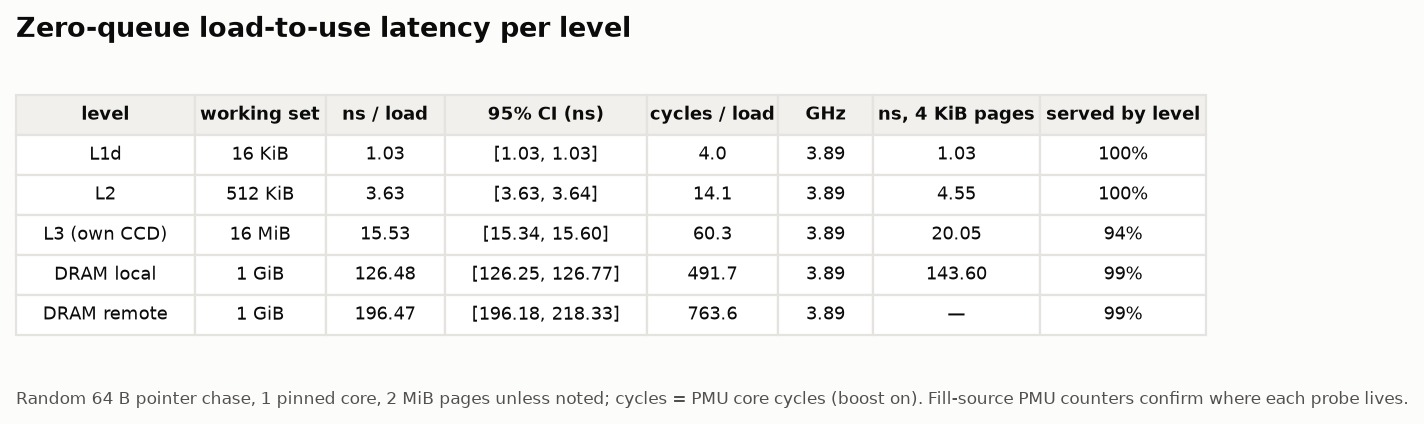 Zero-queue load-to-use latency per level
level working set ns / load 95% CI (ns) cycles / load GHz ns, 4 KiB pages served by level
L1d 16 KiB 1.03 [1.03, 1.03] 4.0 3.89 1.03 100%
L2 512 KiB 3.63 [3.63, 3.64] 14.1 3.89 4.55 100%
L3 (own CCD) 16 MiB 15.53 [15.34, 15.60] 60.3 3.89 20.05 94%
DRAM local 1 GiB 126.48 [126.25, 126.77] 491.7 3.89 143.60 99%
DRAM remote 1 GiB 196.47 [196.18, 218.33] 763.6 3.89 — 99%
Random 64 B pointer chase, 1 pinned core, 2 MiB pages unless noted; cycles = PMU core cycles (boost on). Fill-source PMU counters confirm where each probe lives.